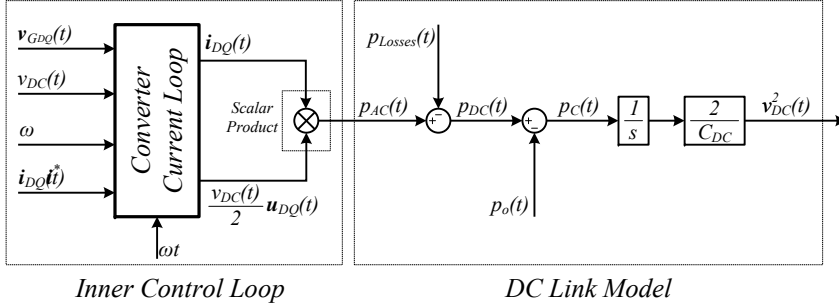 v_GDQ(t)
v_DC(t)
ω
Converter
Current Loop
ωt
i_DQ(t)
v_DC(t)/2 u_DQ(t)
Scalar
Product
p_AC(t)
p_Losses(t)
+
−
p_DC(t)
+
−
p_o(t)
p_C(t)
1/s
2/C_DC
v²_DC(t)
Inner Control Loop
DC Link Model